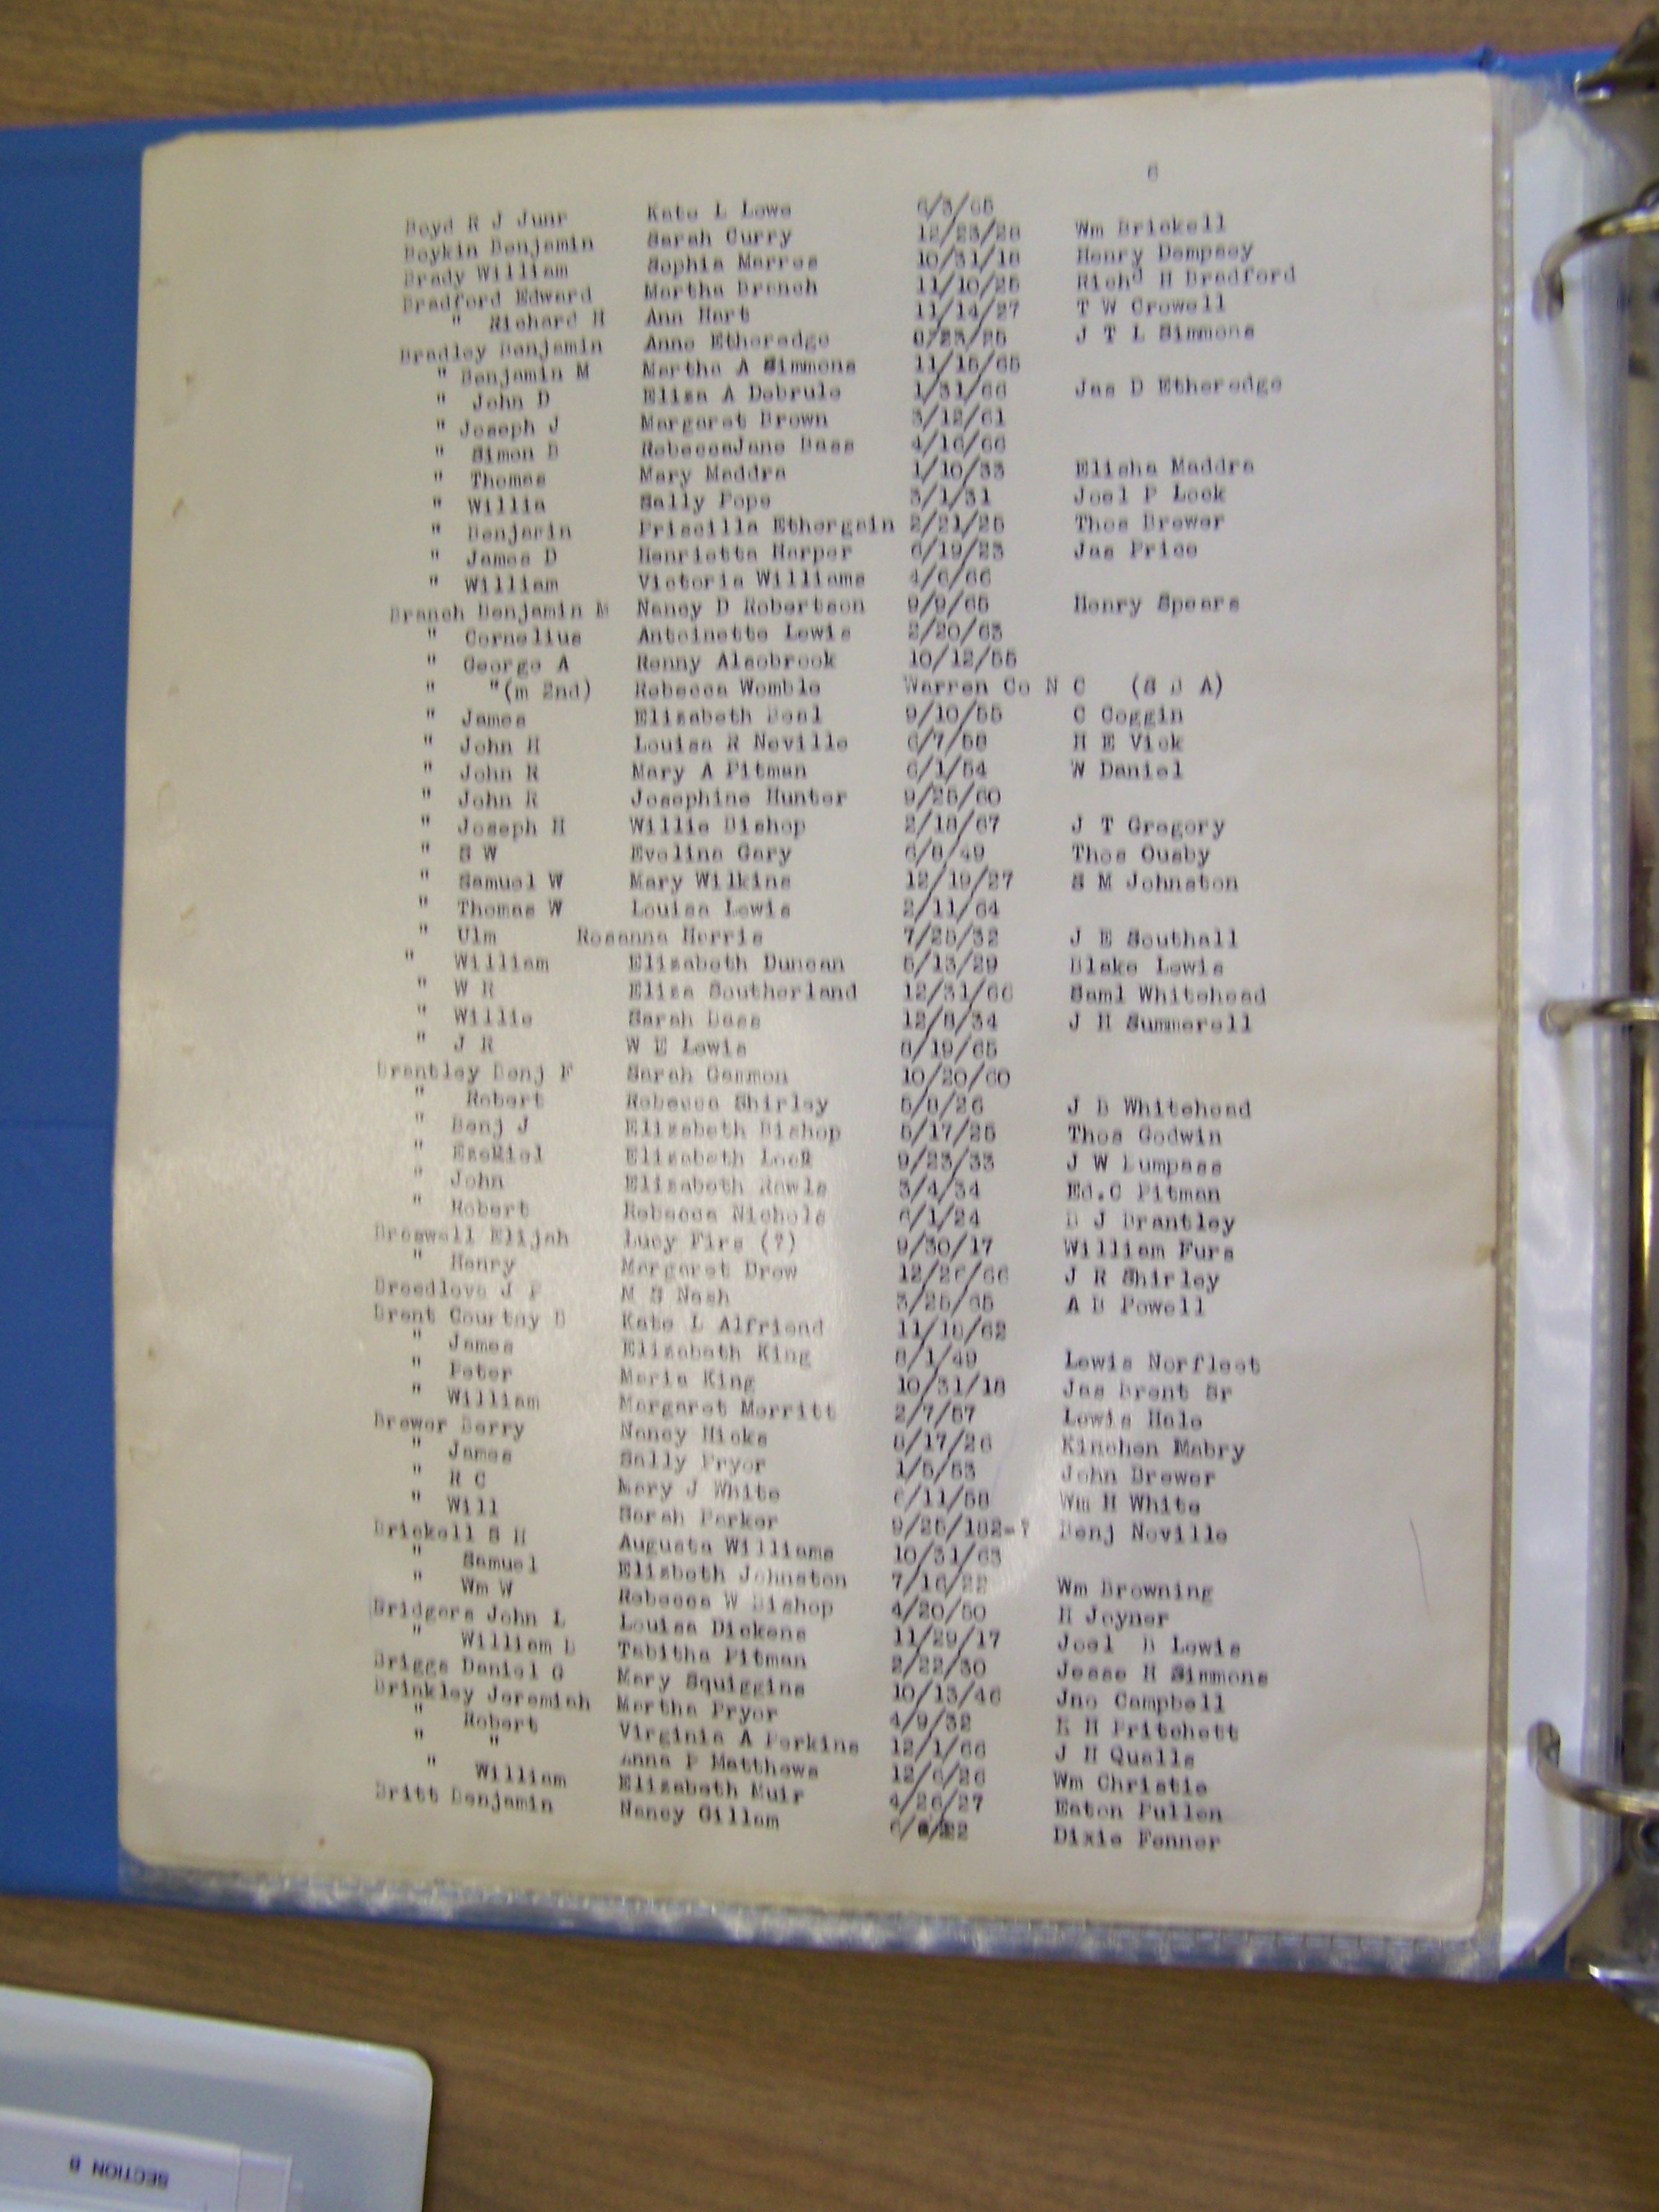 6
Boyd R J Junr Kate L Lowe 6/3/65
Boykin Benjamin Sarah Curry 12/23/28 Wm Brickell
Brady William Sophia Marres 10/31/18 Henry Dempsey
Bradford Edward Martha Branch 11/10/25 Richd H Bradford
" Richard H Ann Hart 11/14/27 T W Crowell
Bradley Benjamin Anne Etheredge /25 J T L Simmons
" Benjamin M Martha A Simmons 11/15/65
" John D Eliza A Debrule 1/31/66 Jas D Etheredge
" Joseph J Margaret Brown 3/12/61
" Simon B RebeccaJane Bass 4/16/66
" Thomas Mary Maddra 1/10/33 Elisha Maddra
" Willia Sally Pope 3/1/31 Joel P Lock
" Benjamin Priscilla Ethergain 2/21/25 Thos Brewer
" James D Henrietta Harper 6/19/23 Jas Price
" William Victoria Williams 4/6/66
Branch Benjamin M Nancy D Robertson 9/9/65 Henry Spears
" Cornelius Antoinette Lewis 2/20/63
" George A Renny Alsobrook 10/12/55
" "(m 2nd) Rebecca Womble Warren Co N C (S B A)
" James Elizabeth Deal 9/10/55 C Coggin
" John H Louisa R Neville 6/7/58 H E Vick
" John R Mary A Pitman 6/1/54 W Daniel
" John R Josephine Hunter 9/25/60
" Joseph H Willie Bishop 2/18/67 J T Gregory
" S W Evelina Gary 6/8/49 Thos Ousby
" Samuel W Mary Wilkins 12/19/27 S M Johnston
" Thomas W Louisa Lewis 2/11/64
" Ulm Rosanna Harris 7/25/32 J E Southall
" William Elizabeth Duncan 5/13/29 Blake Lewis
" W R Eliza Southerland 12/31/66 Saml Whitehead
" Willie Sarah Bass 12/8/34 J H Summerell
" J R W E Lewis 8/19/65
Brantley Benj F Sarah Gammon 10/20/60
" Robert Rebecca Shirley 5/8/26 J B Whitehead
" Benj J Elizabeth Bishop 5/17/25 Thos Godwin
" Ezekiel Elizabeth Lock 9/23/33 J W Lumpass
" John Elizabeth Rawls 3/4/34 Ed.C Pitman
" Robert Rebecca Nichols 6/1/24 B J Brantley
Braswell Elijah Lucy Firs (?) 9/30/17 William Furs
" Henry Margaret Drew 12/26/66 J R Shirley
Breedlove J P M S Nash 3/25/65 A B Powell
Brent Courtay B Kate L Alfriend 11/18/62
" James Elizabeth King 8/1/49 Lewis Norfleet
" Peter Maria King 10/31/18 Jas Brent Sr
" William Margaret Merritt 2/7/57 Lewis Hale
Brewer Berry Nancy Hicks 8/17/26 Kinchen Mabry
" James Sally Pryor 1/5/53 John Brewer
" R C Mary J White 6/11/58 Wm H White
" Will Sarah Parker 9/25/182-? Benj Neville
Brickell S H Augusta Williams 10/31/63
" Samuel Elizbeth Johnston 7/16/22 Wm Browning
" Wm W Rebecca W Bishop 4/20/50 H Joyner
Bridgers John L Louisa Dickens 11/29/17 Joel B Lewis
" William B Tabitha Pitman 2/22/30 Jesse H Simmons
Briggs Daniel G Mary Squiggins 10/13/46 Jno Campbell
Brinkley Jeremiah Martha Pryor 4/9/32 H Pritchett
" Robert Virginia A Perkins 12/1/66 J H Qualls
" " Anna P Matthews 12/6/26 Wm Christie
" William Elizabeth Muir 4/26/27 Eaton Pullen
Britt Benjamin Nancy Gillam Dixie Fenner
SECTION B